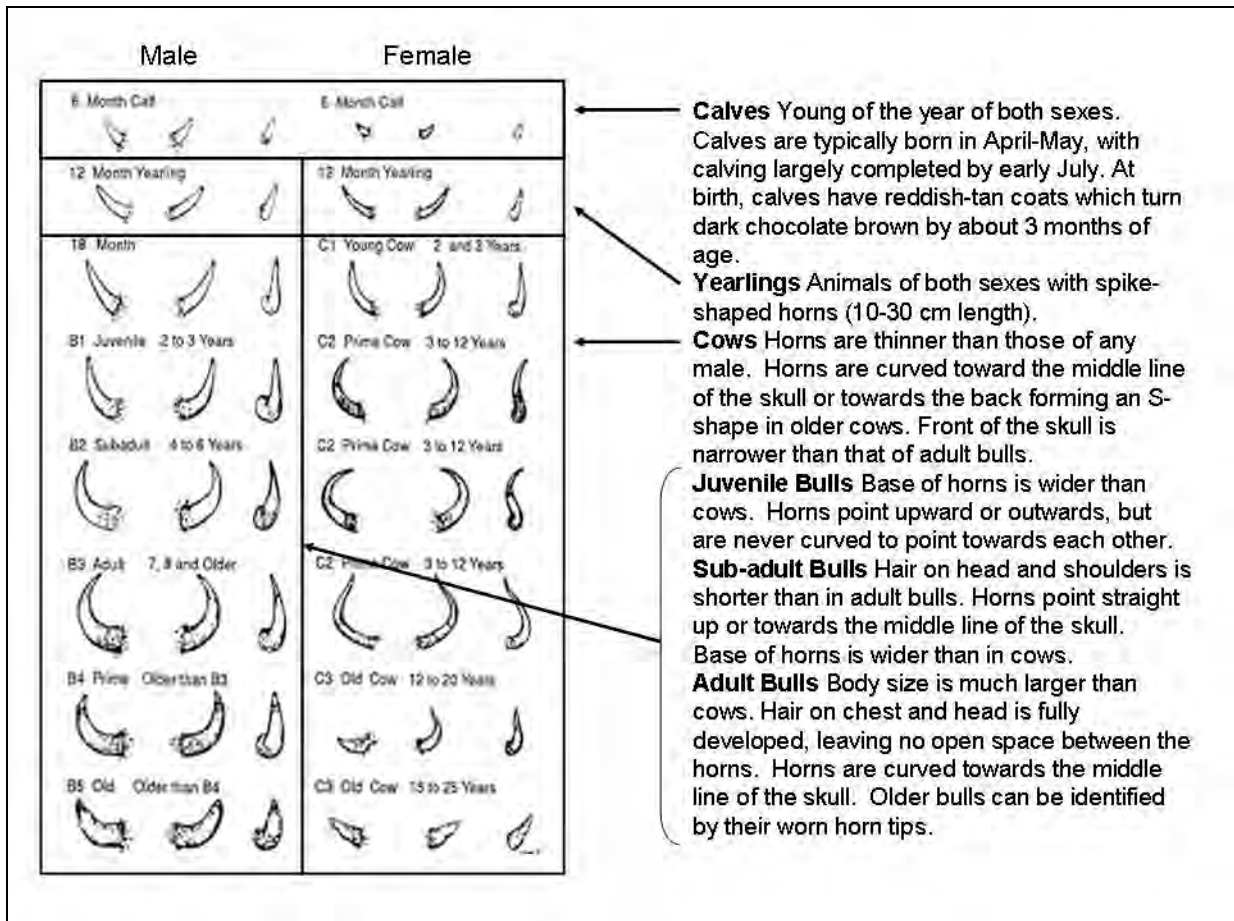 Male Female
6 Month Calf 6 Month Calf
12 Month Yearling 12 Month Yearling
18 Month C1 Young Cow 2 and 3 Years
B1 Juvenile 2 to 3 Years C2 Prime Cow 3 to 12 Years
B2 Subadult 4 to 6 Years C2 Prime Cow 3 to 12 Years
B3 Adult 7, 8 and Older C2 Prime Cow 3 to 12 Years
B4 Prime Older than B3 C3 Old Cow 12 to 20 Years
B5 Old Older than B4 C3 Old Cow 15 to 25 Years
Calves Young of the year of both sexes.
Calves are typically born in April-May, with
calving largely completed by early July. At
birth, calves have reddish-tan coats which turn
dark chocolate brown by about 3 months of
age.
Yearlings Animals of both sexes with spike-
shaped horns (10-30 cm length).
Cows Horns are thinner than those of any
male. Horns are curved toward the middle line
of the skull or towards the back forming an S-
shape in older cows. Front of the skull is
narrower than that of adult bulls.
Juvenile Bulls Base of horns is wider than
cows. Horns point upward or outwards, but
are never curved to point towards each other.
Sub-adult Bulls Hair on head and shoulders is
shorter than in adult bulls. Horns point straight
up or towards the middle line of the skull.
Base of horns is wider than in cows.
Adult Bulls Body size is much larger than
cows. Hair on chest and head is fully
developed, leaving no open space between the
horns. Horns are curved towards the middle
line of the skull. Older bulls can be identified
by their worn horn tips.